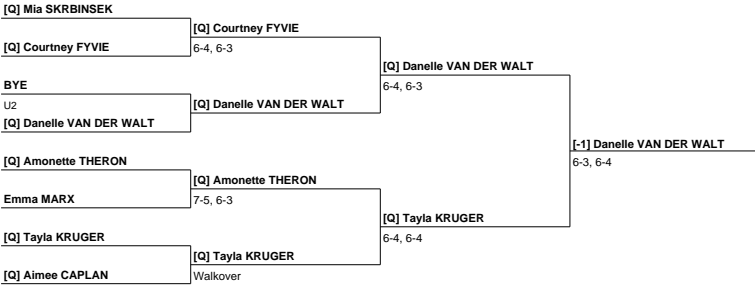 [Q] Mia SKRBINSEK
[Q] Courtney FYVIE
6-4, 6-3
[Q] Courtney FYVIE
[Q] Danelle VAN DER WALT
6-4, 6-3
BYE
U2
[Q] Danelle VAN DER WALT
[Q] Danelle VAN DER WALT
[-1] Danelle VAN DER WALT
6-3, 6-4
[Q] Amonette THERON
[Q] Amonette THERON
7-5, 6-3
Emma MARX
[Q] Tayla KRUGER
6-4, 6-4
[Q] Tayla KRUGER
[Q] Tayla KRUGER
Walkover
[Q] Aimee CAPLAN